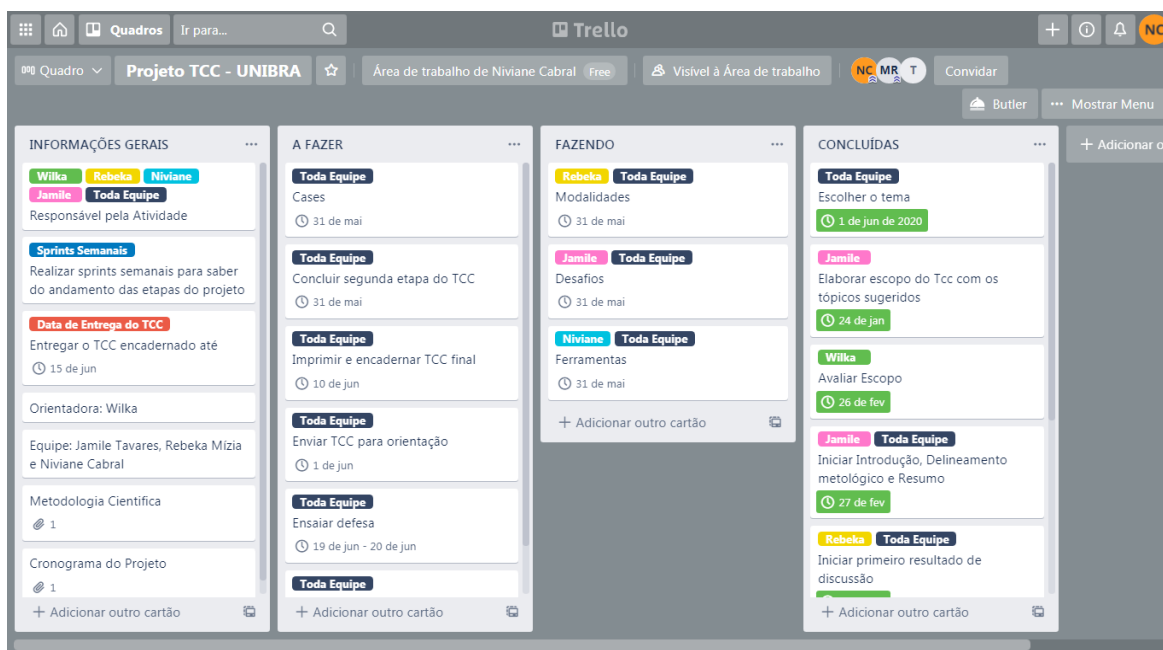 Quadros
Ir para...
Trello
NC
Quadro
Projeto TCC - UNIBRA
Área de trabalho de Niviane Cabral Free
Visível à Área de trabalho
NC MR T
Convidar
Butler
Mostrar Menu
INFORMAÇÕES GERAIS
Wilka Rebeka Niviane
Jamile Toda Equipe
Responsável pela Atividade
Sprints Semanais
Realizar sprints semanais para saber
do andamento das etapas do projeto
Data de Entrega do TCC
Entregar o TCC encadernado até
15 de jun
Orientadora: Wilka
Equipe: Jamile Tavares, Rebeka Mízia
e Niviane Cabral
Metodologia Cientifica
1
Cronograma do Projeto
1
+ Adicionar outro cartão
A FAZER
Toda Equipe
Cases
31 de mai
Toda Equipe
Concluir segunda etapa do TCC
31 de mai
Toda Equipe
Imprimir e encadernar TCC final
10 de jun
Toda Equipe
Enviar TCC para orientação
1 de jun
Toda Equipe
Ensaiar defesa
19 de jun - 20 de jun
Toda Equipe
+ Adicionar outro cartão
FAZENDO
Rebeka Toda Equipe
Modalidades
31 de mai
Jamile Toda Equipe
Desafios
31 de mai
Niviane Toda Equipe
Ferramentas
31 de mai
+ Adicionar outro cartão
CONCLUÍDAS
Toda Equipe
Escolher o tema
1 de jun de 2020
Jamile
Elaborar escopo do Tcc com os
tópicos sugeridos
24 de jan
Wilka
Avaliar Escopo
26 de fev
Jamile Toda Equipe
Iniciar Introdução, Delineamento
metológico e Resumo
27 de fev
Rebeka Toda Equipe
Iniciar primeiro resultado de
discussão
+ Adicionar outro cartão
+ Adicionar o